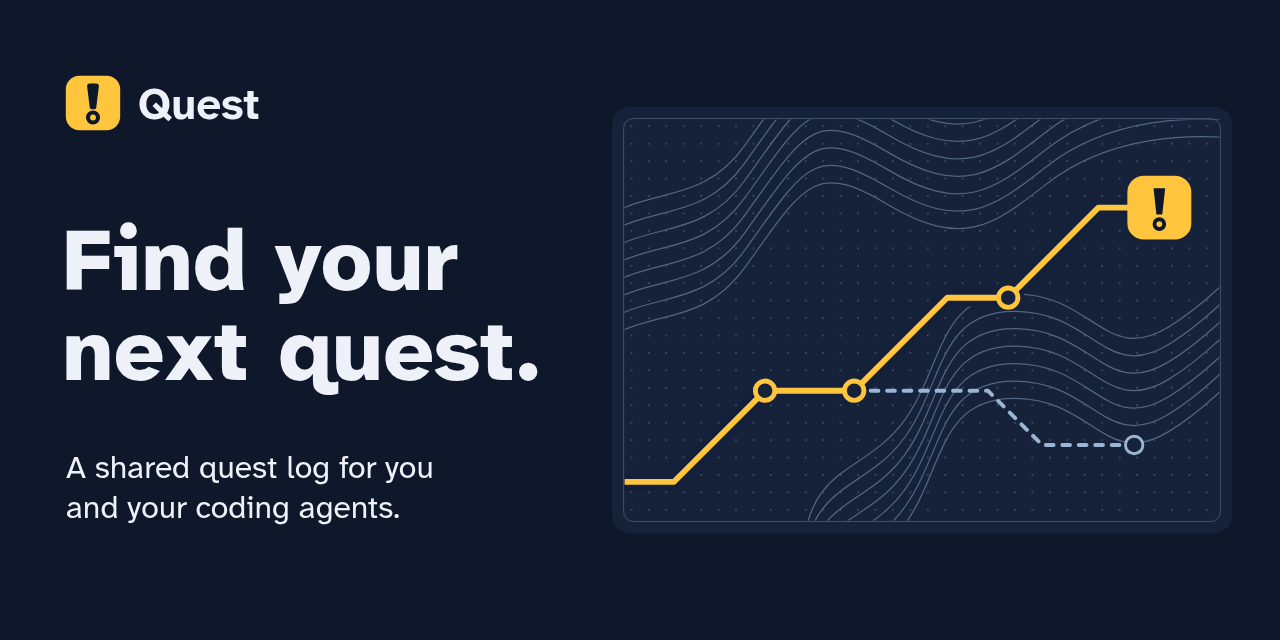 Quest
Find your
next quest.
A shared quest log for you
and your coding agents.